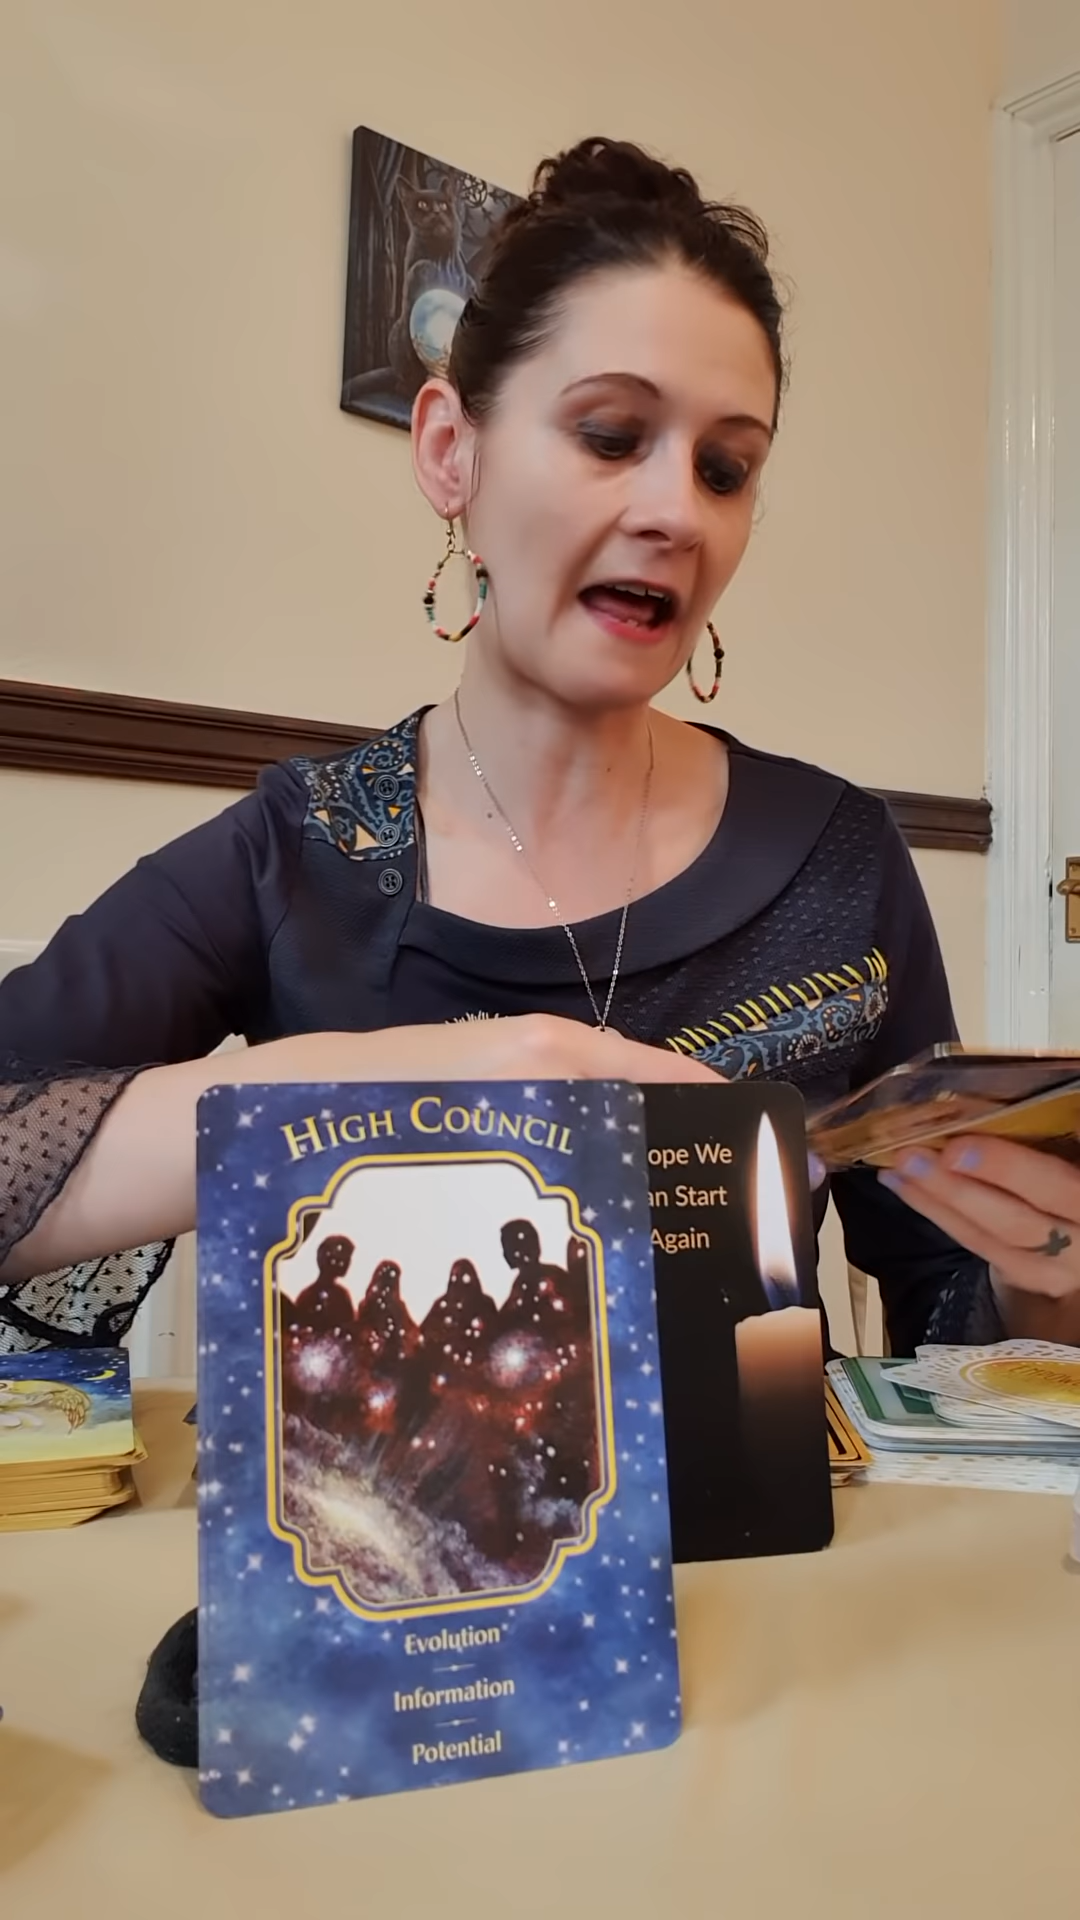 HIGH COUNCIL
ope We
an Start
Again
Evolution
Information
Potential